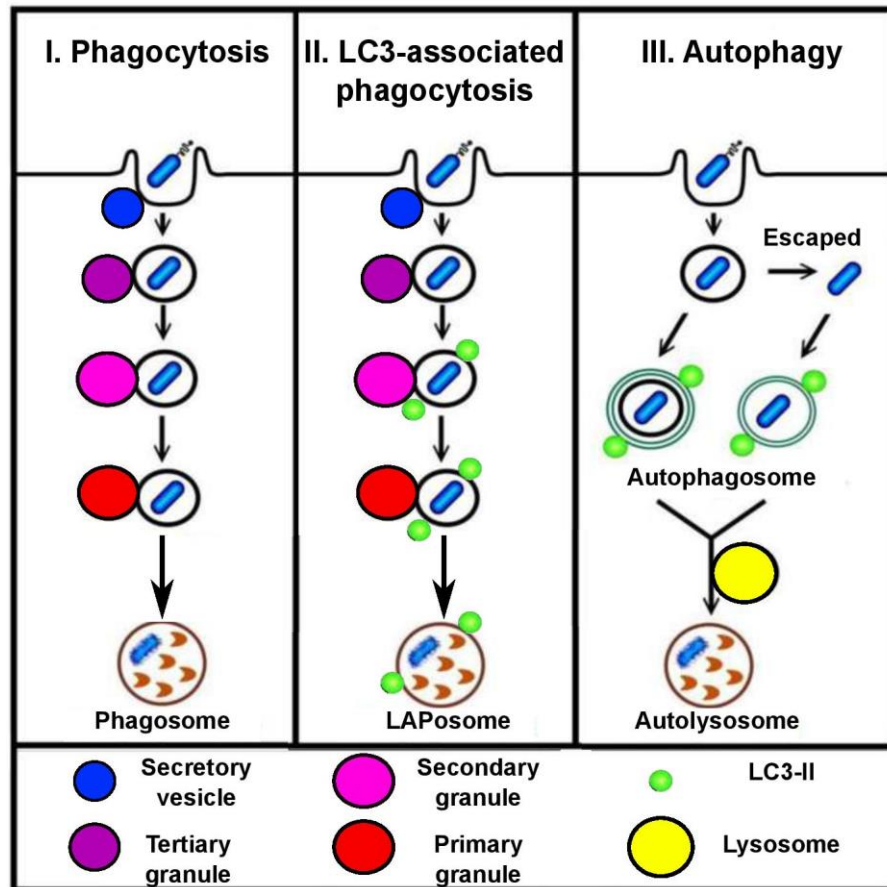 I. Phagocytosis
II. LC3-associated
phagocytosis
III. Autophagy
Escaped
Autophagosome
Phagosome
LAPosome
Autolysosome
Secretory
vesicle
Secondary
granule
LC3-II
Tertiary
granule
Primary
granule
Lysosome